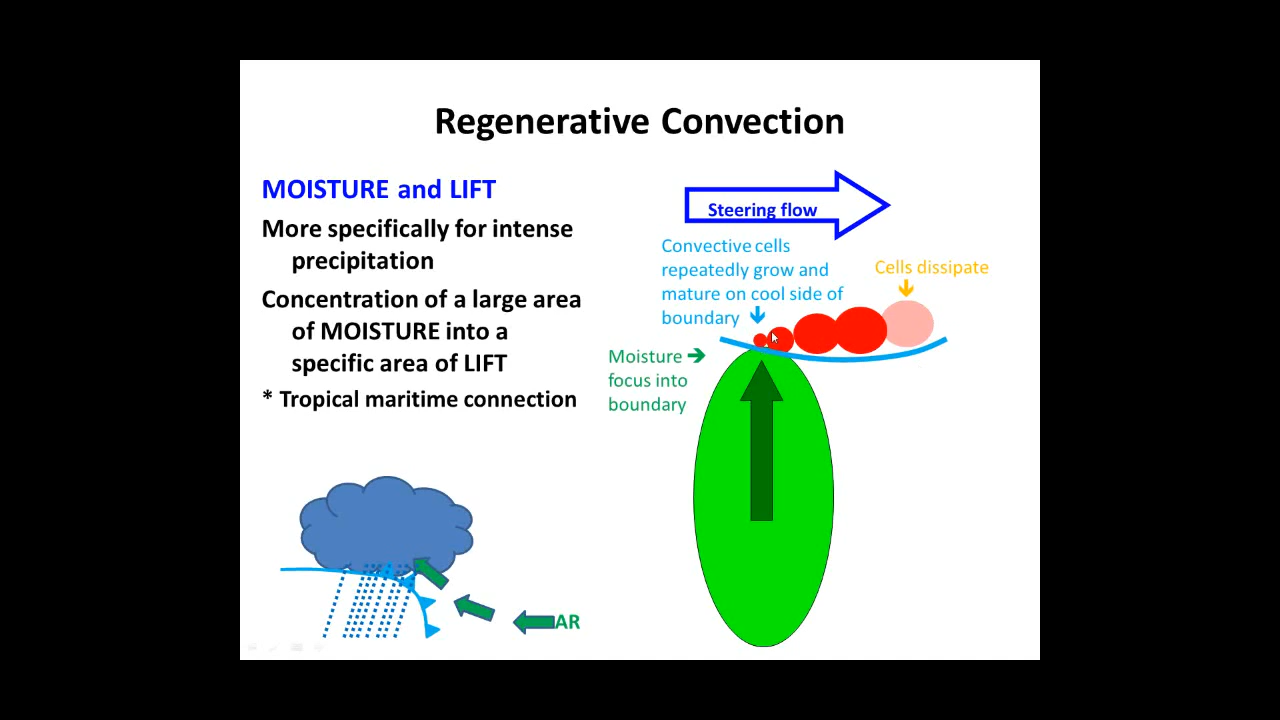 Regenerative Convection
MOISTURE and LIFT
More specifically for intense
precipitation
Concentration of a large area
of MOISTURE into a
specific area of LIFT
* Tropical maritime connection
Steering flow
Convective cells
repeatedly grow and
mature on cool side of
boundary
Cells dissipate
Moisture
focus into
boundary
AR